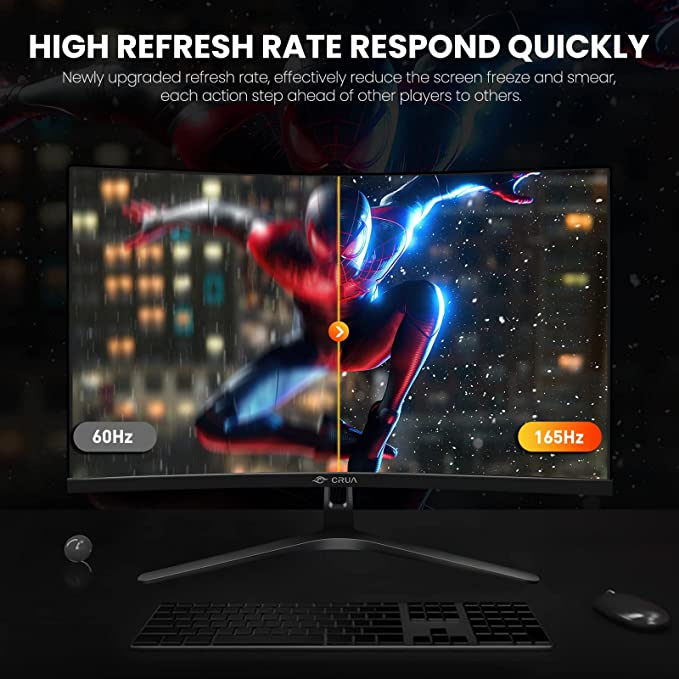 HIGH REFRESH RATE RESPOND QUICKLY
Newly upgraded refresh rate, effectively reduce the screen freeze and smear,
each action step ahead of other players to others.
60Hz
165Hz
CRUA